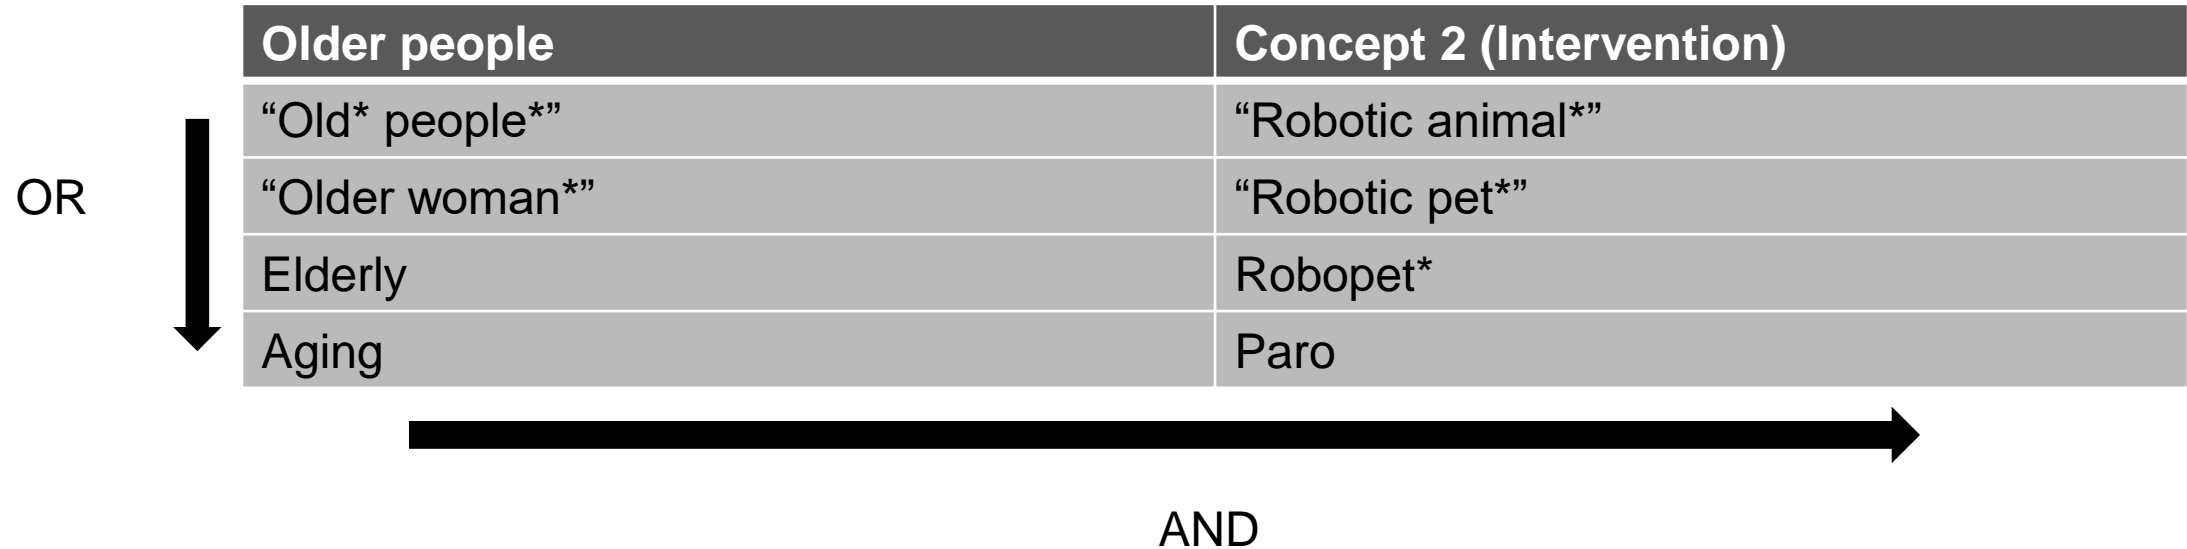 Older people Concept 2 (Intervention)
“Old* people*” “Robotic animal*”
OR “Older woman*” “Robotic pet*”
Elderly Robopet*
Aging Paro
AND